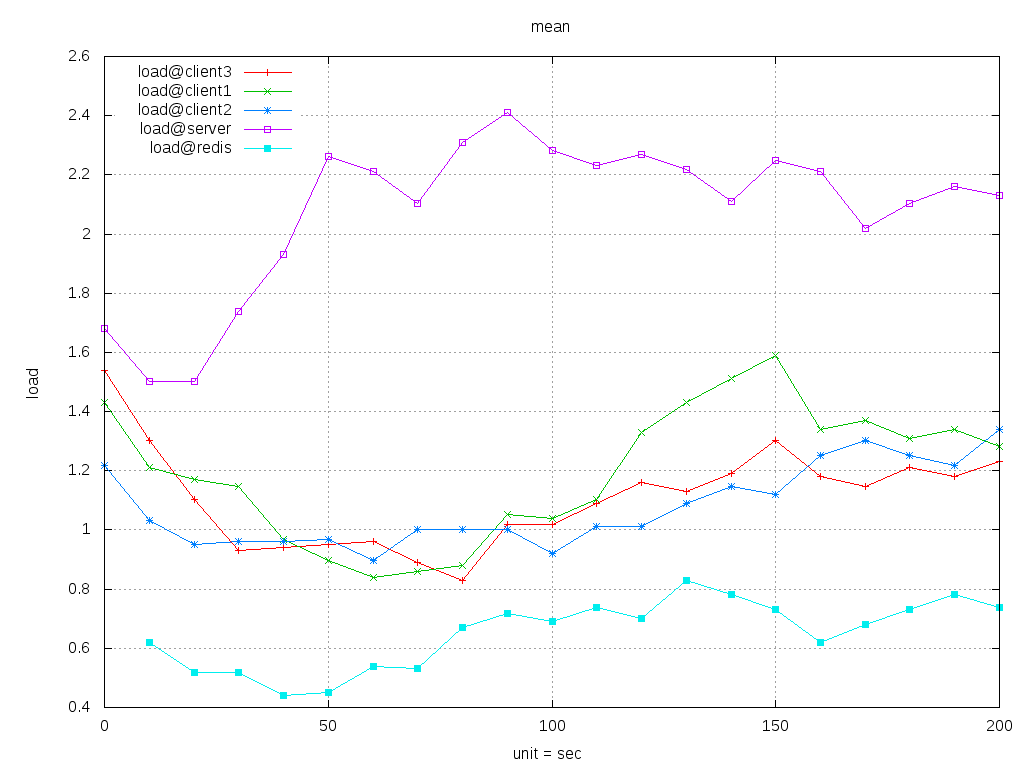 mean
load
2.6
2.4
2.2
2
1.8
1.6
1.4
1.2
1
0.8
0.6
0.4
load@client3
load@client1
load@client2
load@server
load@redis
0 50 100 150 200
unit = sec